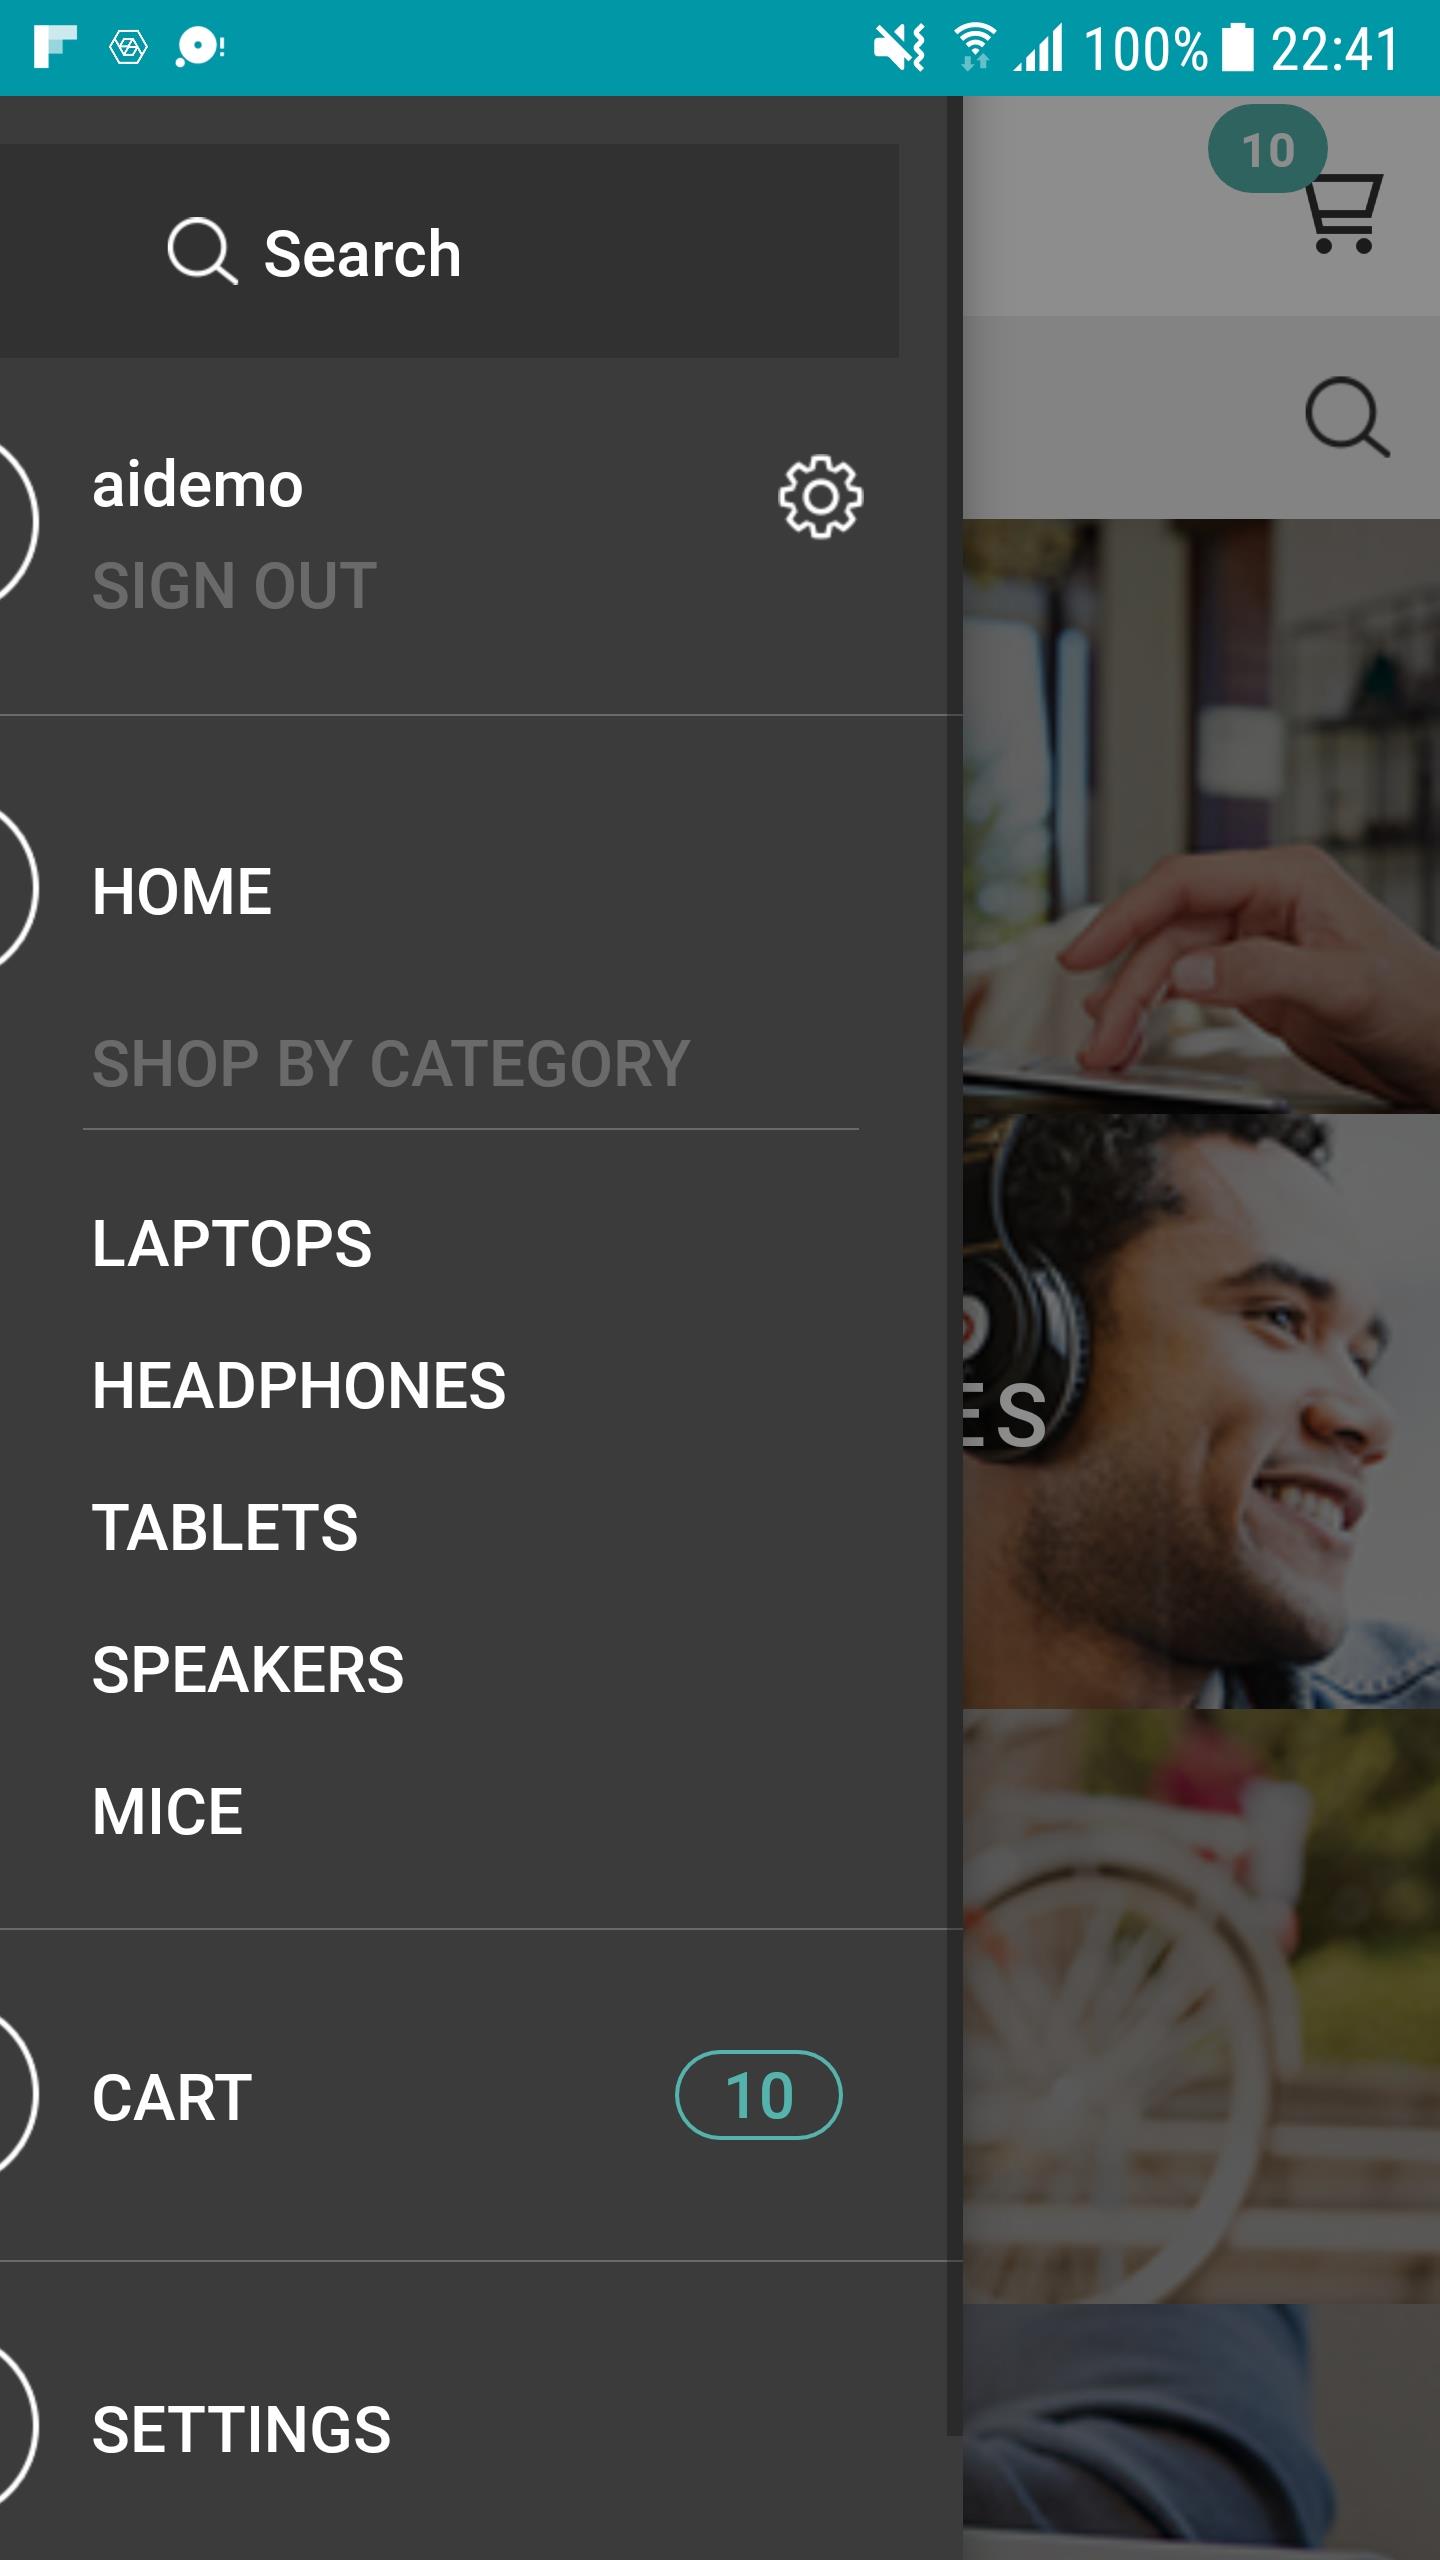 100% 22:41
10
Search
aidemo
SIGN OUT
HOME
SHOP BY CATEGORY
LAPTOPS
HEADPHONES
ES
TABLETS
SPEAKERS
MICE
CART 10
SETTINGS